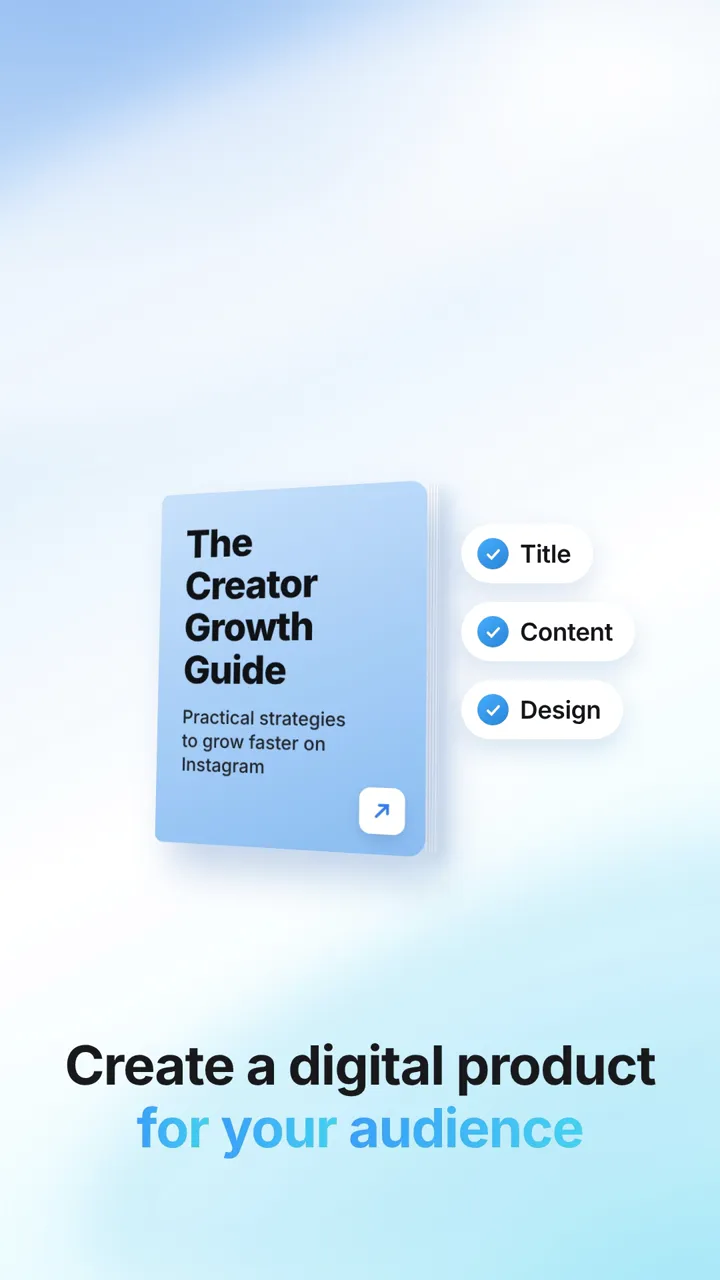 The
Creator
Growth
Guide
Practical strategies
to grow faster on
Instagram
Title
Content
Design
Create a digital product
for your audience